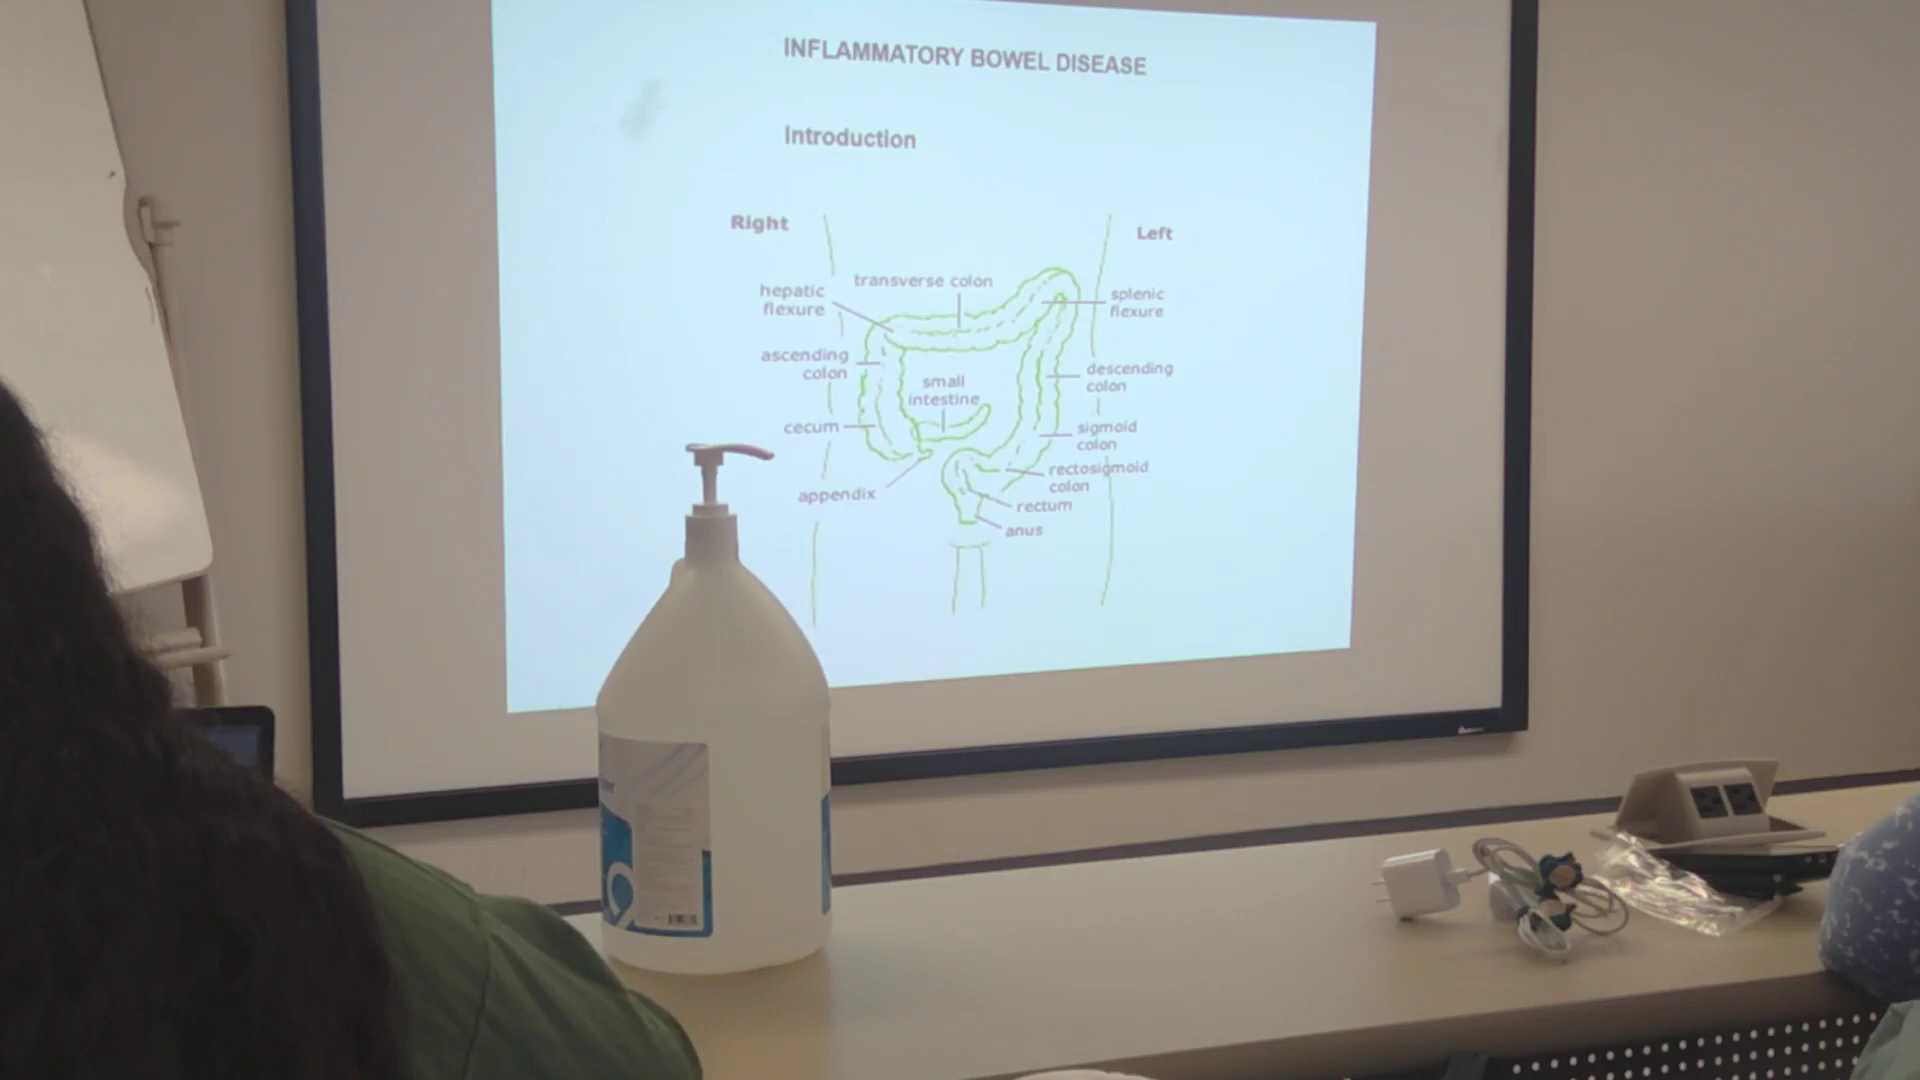 INFLAMMATORY BOWEL DISEASE
Introduction
Right
Left
transverse colon
hepatic
flexure
splenic
flexure
ascending
colon
small
intestine
descending
colon
cecum
sigmoid
colon
rectosigmoid
colon
appendix
rectum
anus